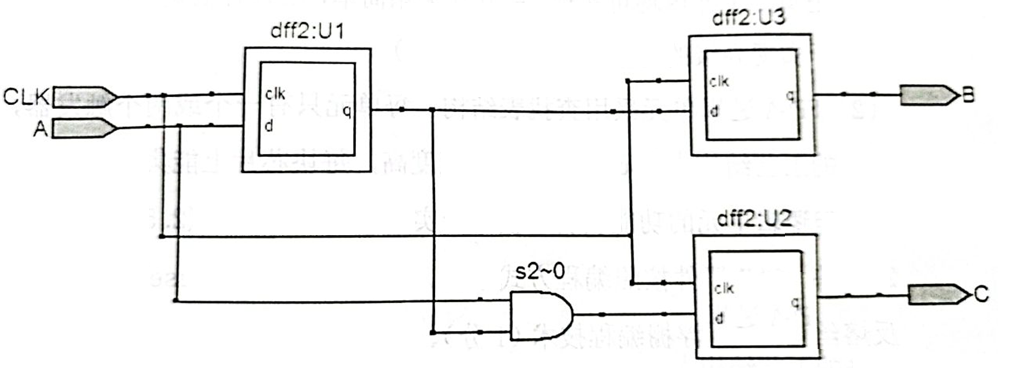 dff2:U1
dff2:U3
CLK
clk
clk
q
q
B
A
d
d
dff2:U2
s2~0
clk
q
C
d